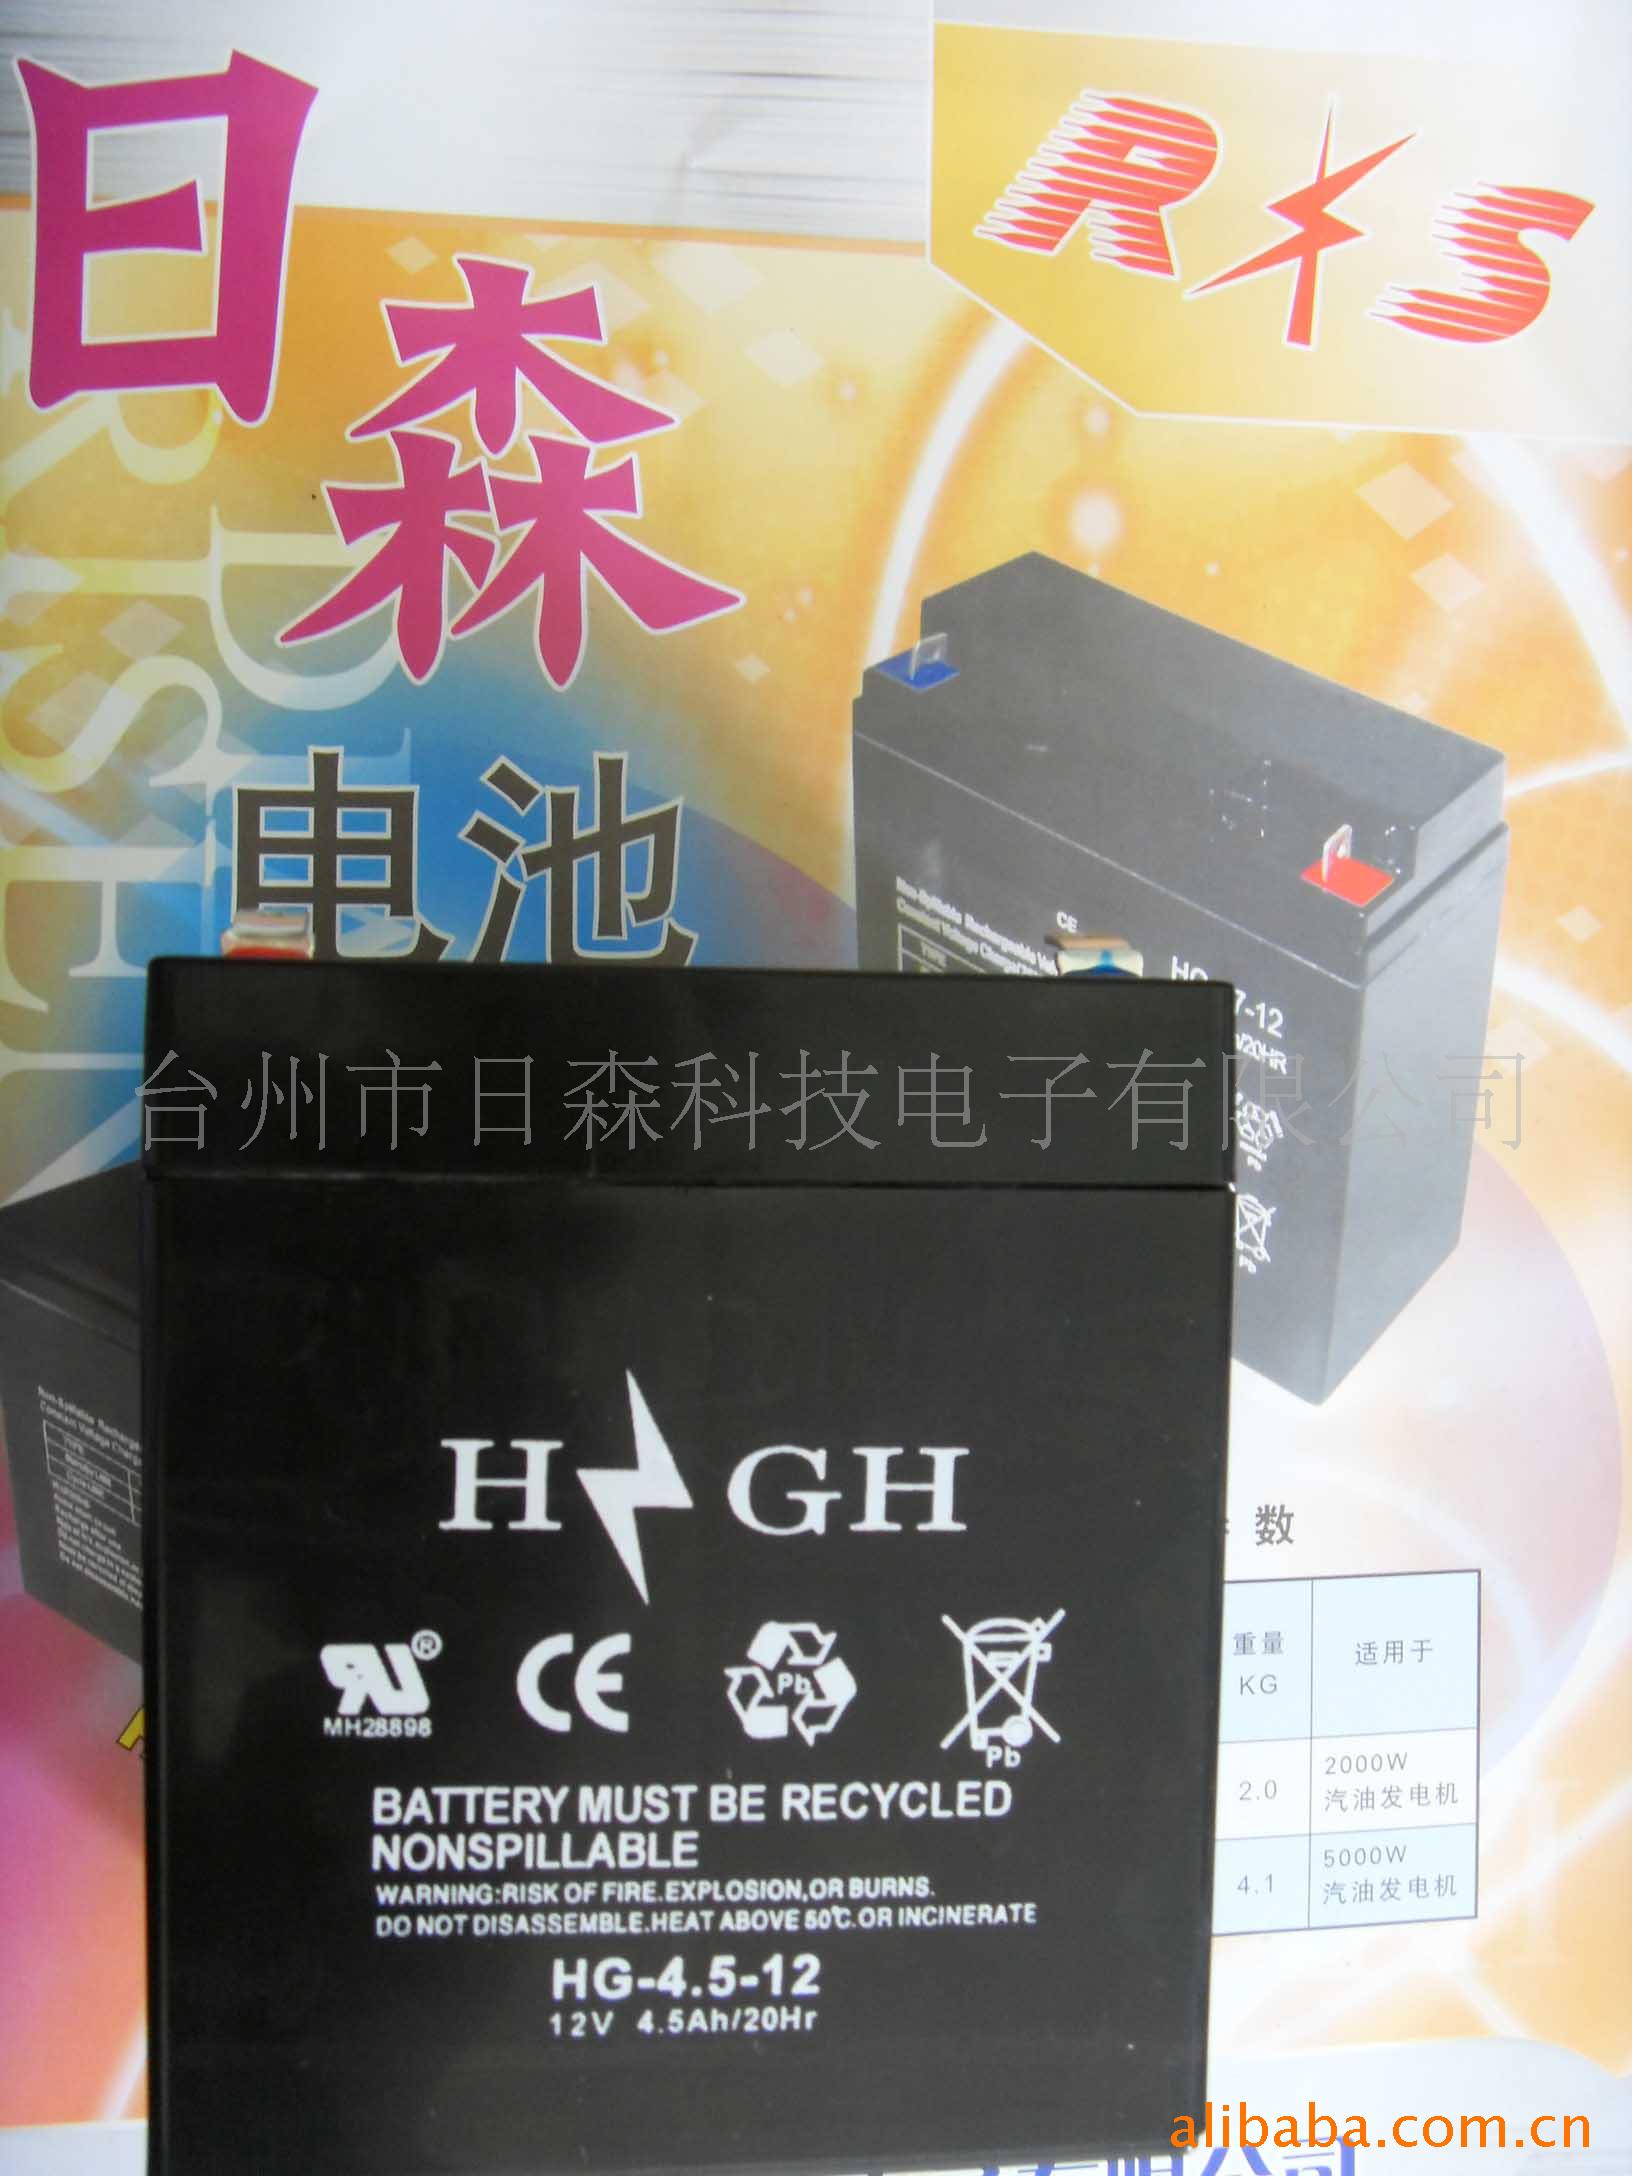 日森
R S
电池
RISHEN
CE
7-12
台州市日森科技电子有限公司
H GH
数
重量
KG
适用于
2.0
2000W
汽油发电机
4.1
5000W
汽油发电机
MH28898
CE
Pb
Pb
BATTERY MUST BE RECYCLED
NONSPILLABLE
WARNING:RISK OF FIRE.EXPLOSION,OR BURNS.
DO NOT DISASSEMBLE.HEAT ABOVE 50℃.OR INCINERATE
HG-4.5-12
12V 4.5Ah/20Hr
alibaba.com.cn